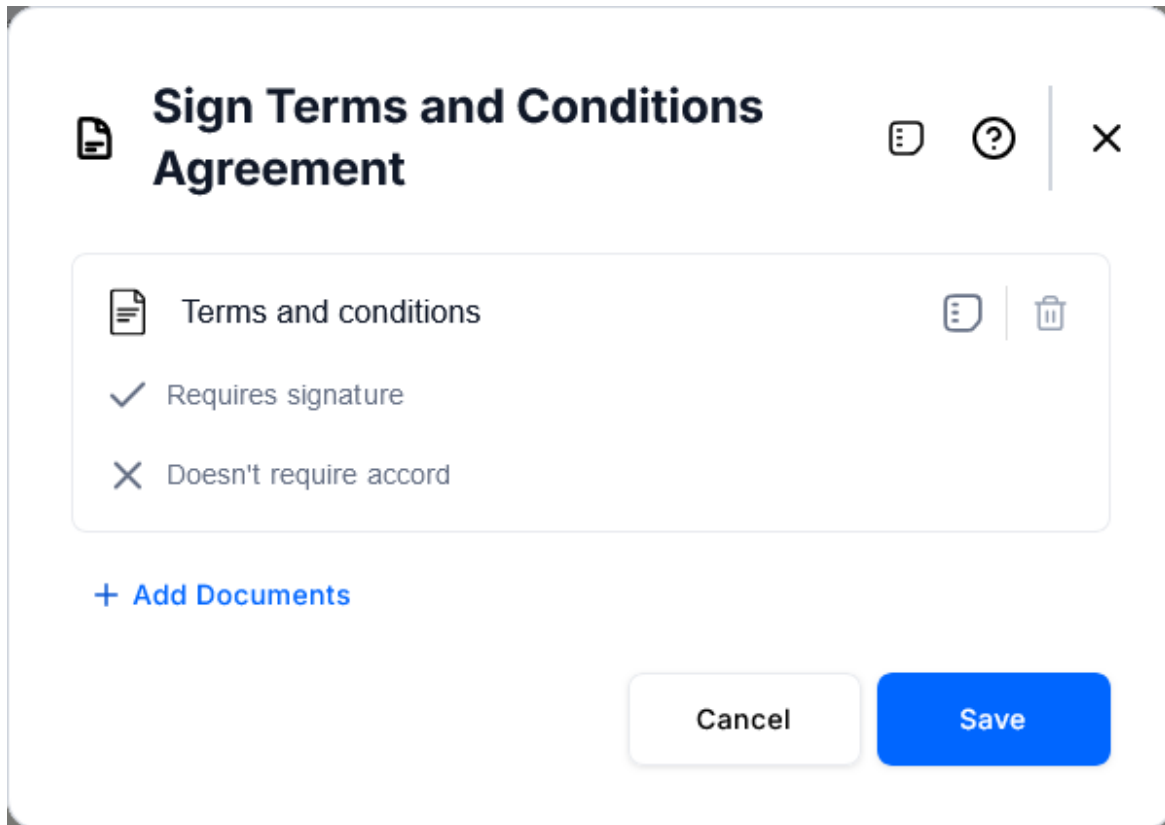 Sign Terms and Conditions
Agreement
Terms and conditions
Requires signature
Doesn't require accord
+ Add Documents
Cancel
Save